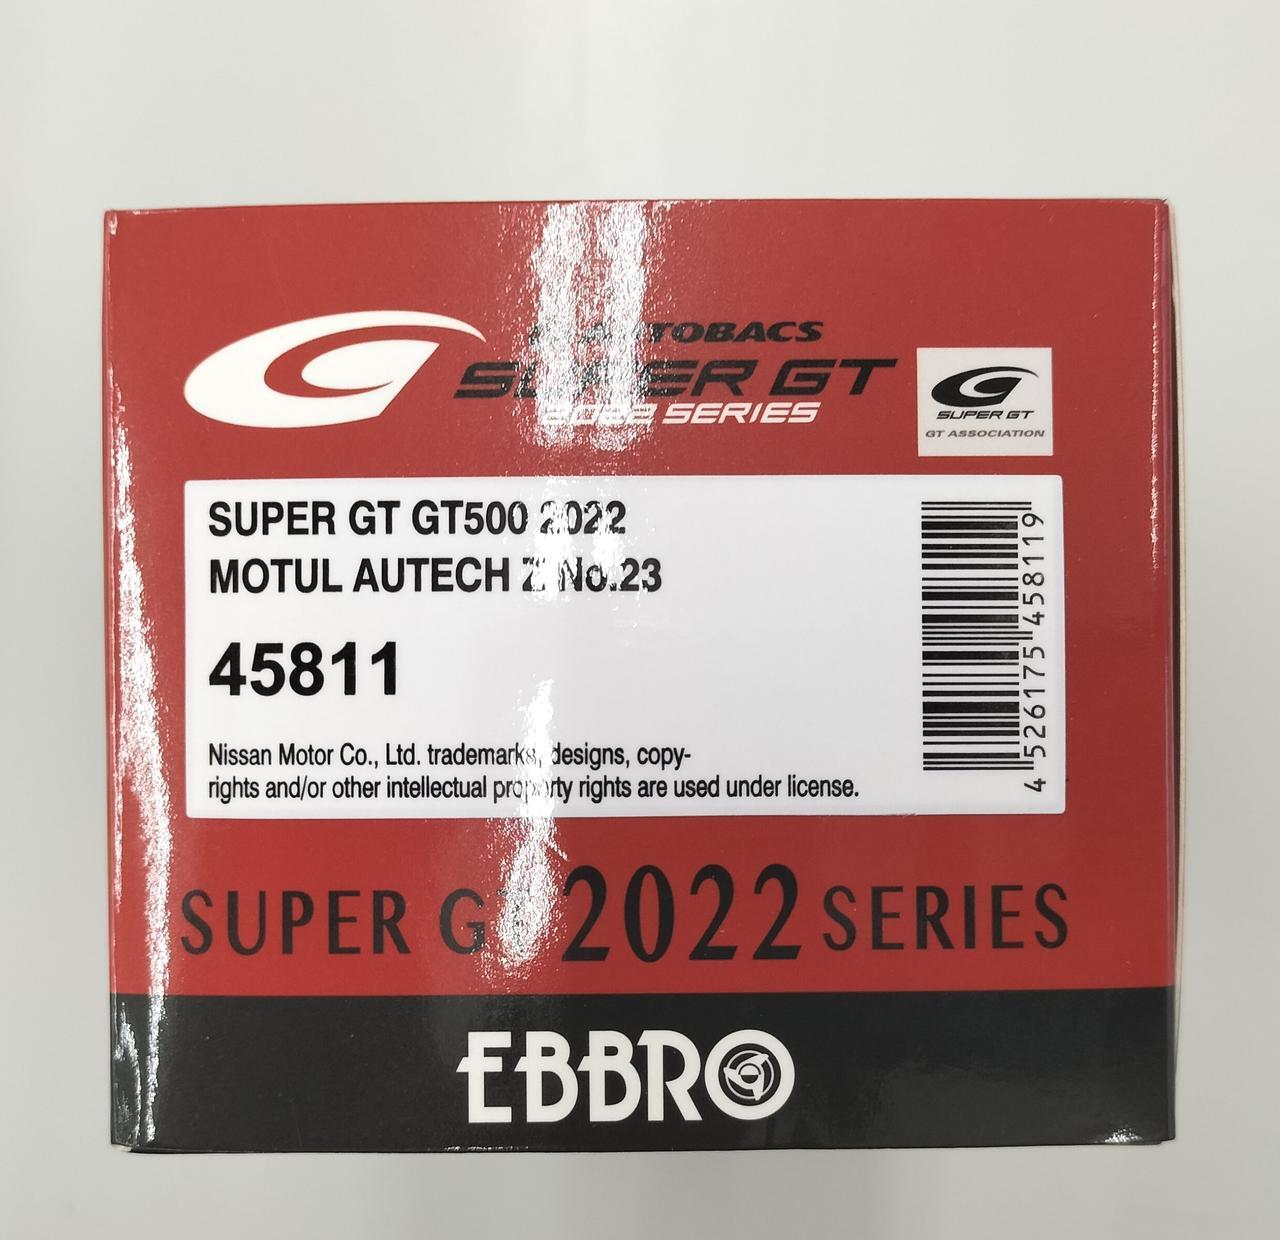 AUTOBACS
SUPER GT
2022 SERIES
SUPER GT
GT ASSOCIATION
SUPER GT GT500 2022
MOTUL AUTECH Z No.23
45811
Nissan Motor Co., Ltd. trademarks, designs, copy-
rights and/or other intellectual property rights are used under license.
4 526175 458119
SUPER GT 2022 SERIES
EBBRO